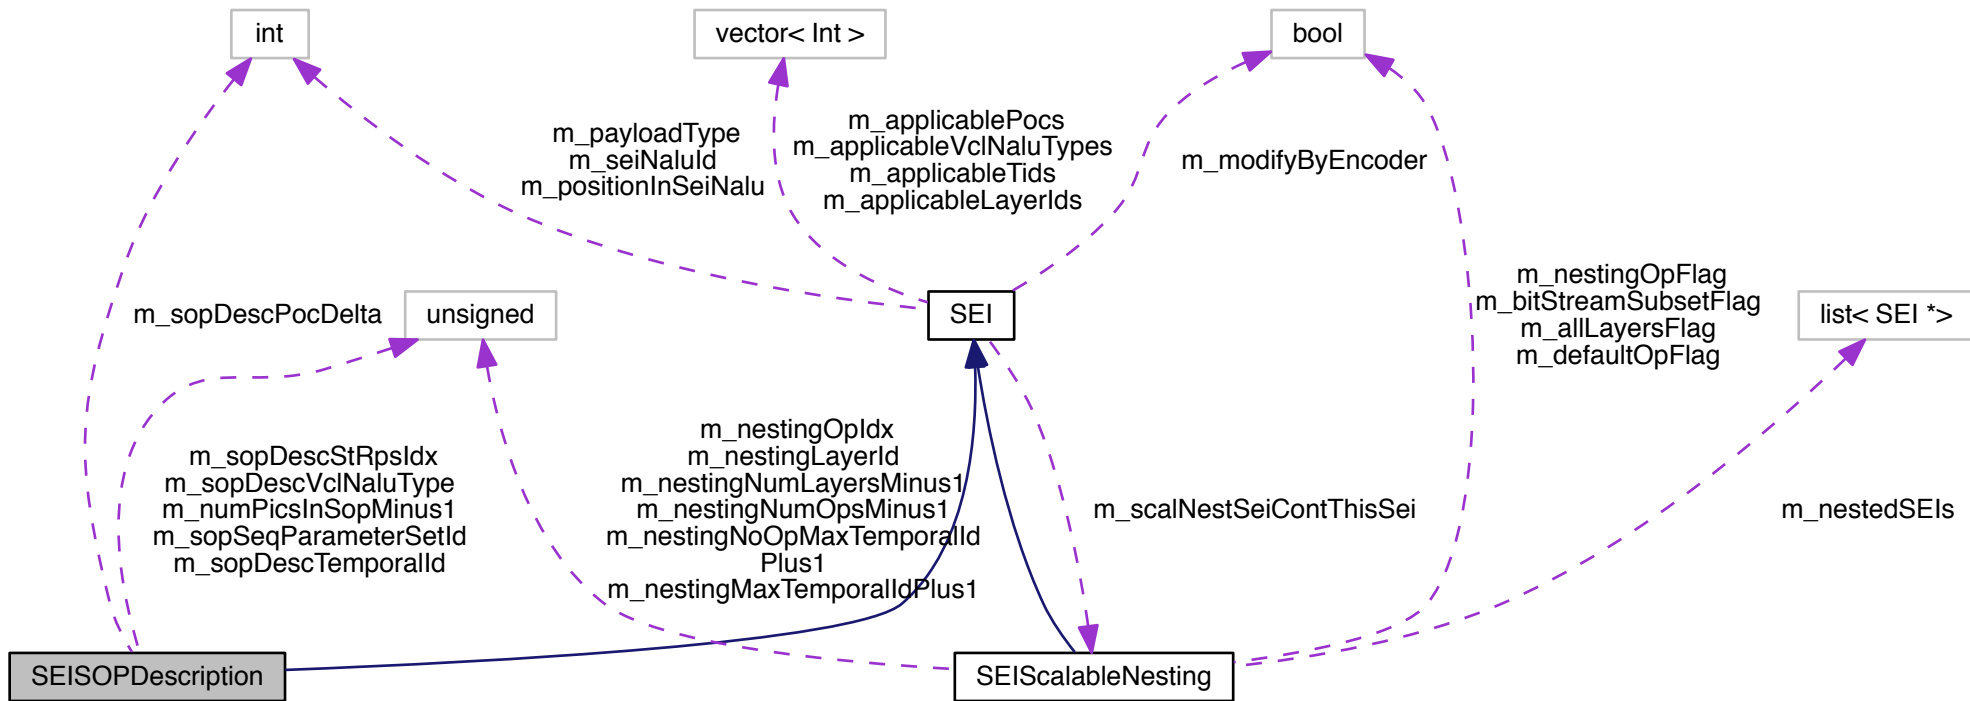 int
vector< Int >
bool
m_payloadType
m_seiNaluId
m_positionInSeiNalu
m_applicablePocs
m_applicableVclNaluTypes
m_applicableTids
m_applicableLayerIds
m_modifyByEncoder
m_sopDescPocDelta
unsigned
SEI
m_nestingOpFlag
m_bitStreamSubsetFlag
m_allLayersFlag
m_defaultOpFlag
list< SEI *>
m_sopDescStRpsIdx
m_sopDescVclNaluType
m_numPicsInSopMinus1
m_sopSeqParameterSetId
m_sopDescTemporalId
m_nestingOpIdx
m_nestingLayerId
m_nestingNumLayersMinus1
m_nestingNumOpsMinus1
m_nestingNoOpMaxTemporalId
Plus1
m_nestingMaxTemporalIdPlus1
m_scalNestSeiContThisSei
m_nestedSEIs
SEISOPDescription
SEIScalableNesting